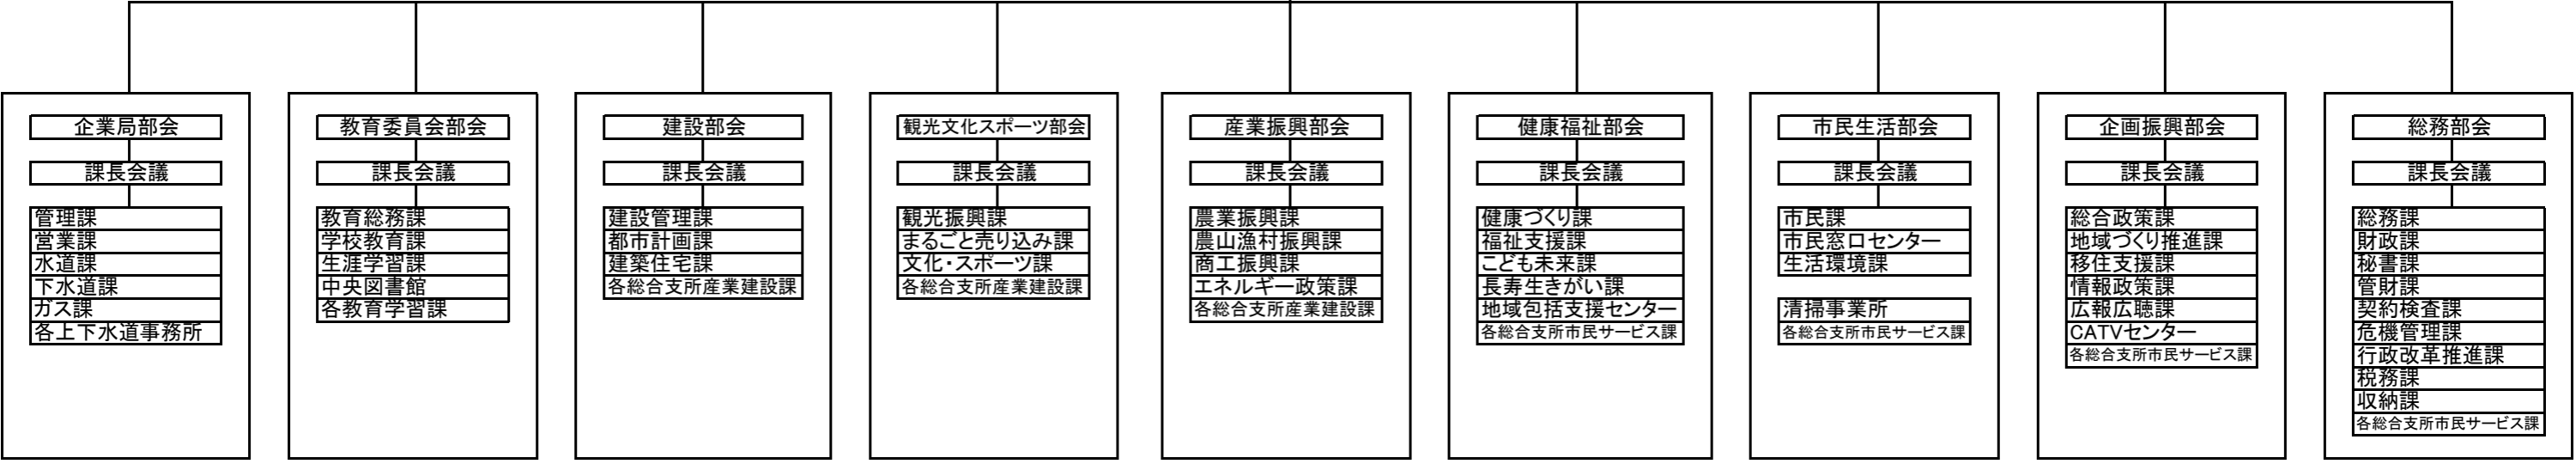 企業局部会
課長会議
管理課
営業課
水道課
下水道課
ガス課
各上下水道事務所
教育委員会部会
課長会議
教育総務課
学校教育課
生涯学習課
中央図書館
各教育学習課
建設部会
課長会議
建設管理課
都市計画課
建築住宅課
各総合支所産業建設課
観光文化スポーツ部会
課長会議
観光振興課
まるごと売り込み課
文化・スポーツ課
各総合支所産業建設課
産業振興部会
課長会議
農業振興課
農山漁村振興課
商工振興課
エネルギー政策課
各総合支所産業建設課
健康福祉部会
課長会議
健康づくり課
福祉支援課
こども未来課
長寿生きがい課
地域包括支援センター
各総合支所市民サービス課
市民生活部会
課長会議
市民課
市民窓口センター
生活環境課
清掃事業所
各総合支所市民サービス課
企画振興部会
課長会議
総合政策課
地域づくり推進課
移住支援課
情報政策課
広報広聴課
CATVセンター
各総合支所市民サービス課
総務部会
課長会議
総務課
財政課
秘書課
管財課
契約検査課
危機管理課
行政改革推進課
税務課
収納課
各総合支所市民サービス課